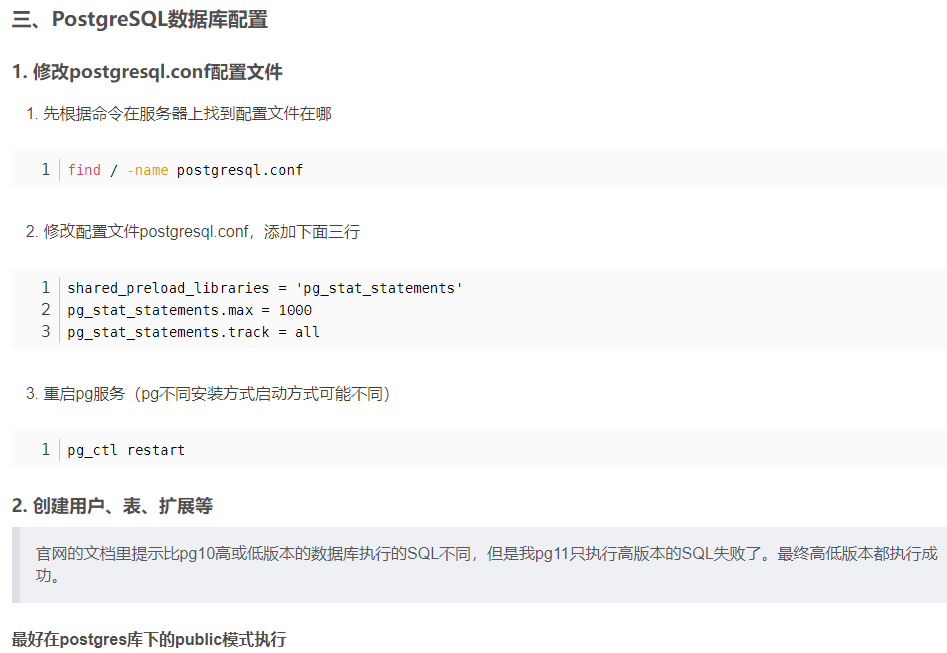 三、PostgreSQL数据库配置
1. 修改postgresql.conf配置文件
1. 先根据命令在服务器上找到配置文件在哪
1 find / -name postgresql.conf
2. 修改配置文件postgresql.conf，添加下面三行
1 shared_preload_libraries = 'pg_stat_statements'
2 pg_stat_statements.max = 1000
3 pg_stat_statements.track = all
3. 重启pg服务（pg不同安装方式启动方式可能不同）
1 pg_ctl restart
2. 创建用户、表、扩展等
官网的文档里提示比pg10高或低版本的数据库执行的SQL不同，但是我pg11只执行高版本的SQL失败了。最终高低版本都执行成
功。
最好在postgres库下的public模式执行